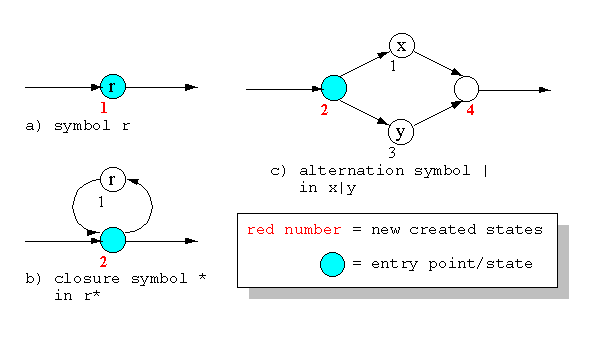 r
1
a) symbol r
r
1
2
b) closure symbol *
in r*
x
1
2
4
y
3
c) alternation symbol |
in x|y
red number = new created states
= entry point/state